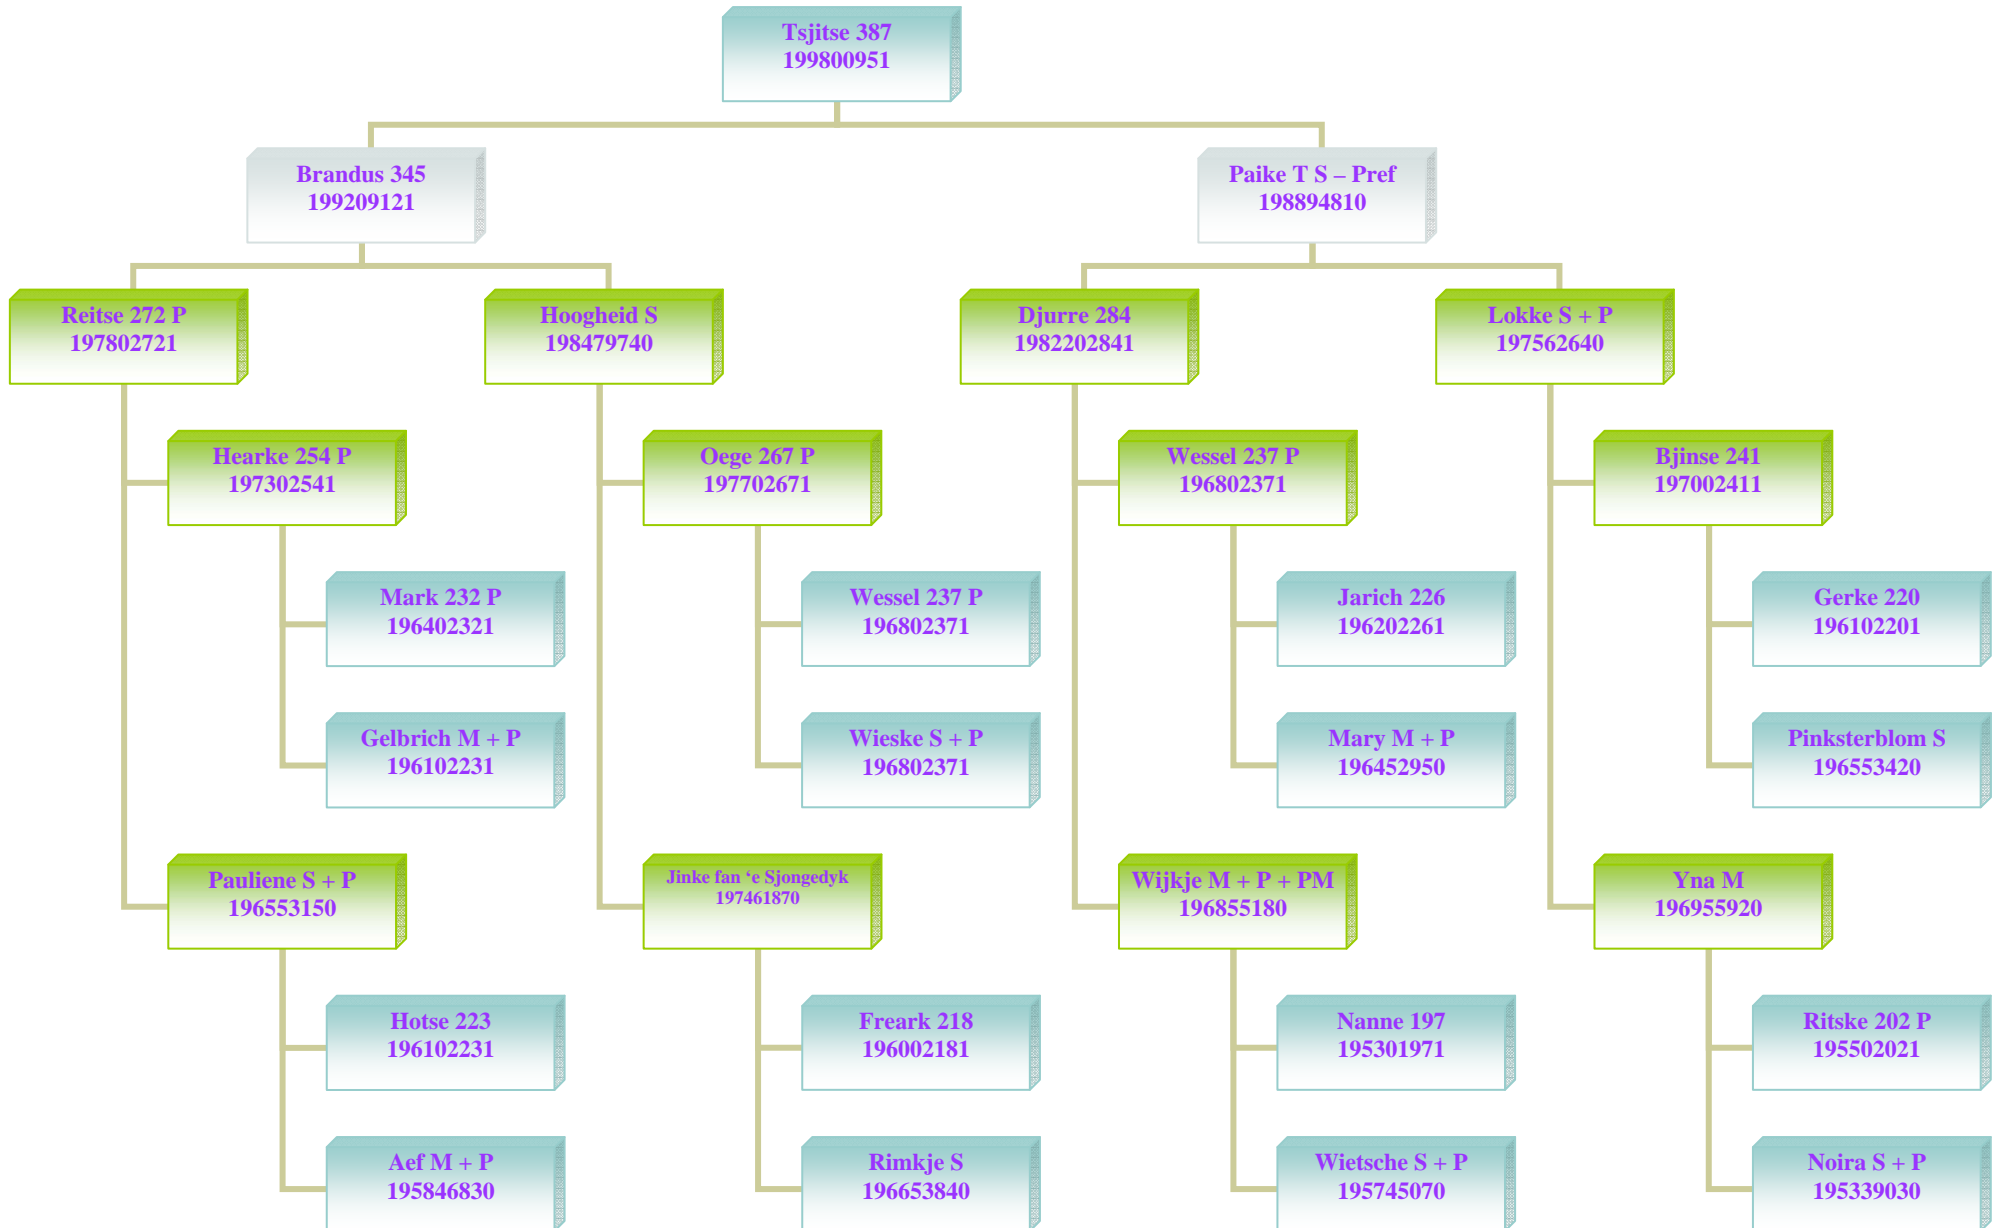 Tsjitse 387
199800951
Brandus 345
199209121
Paike T S – Pref
198894810
Reitse 272 P
197802721
Hoogheid S
198479740
Djurre 284
1982202841
Lokke S + P
197562640
Hearke 254 P
197302541
Oege 267 P
197702671
Wessel 237 P
196802371
Bjinse 241
197002411
Mark 232 P
196402321
Wessel 237 P
196802371
Jarich 226
196202261
Gerke 220
196102201
Gelbrich M + P
196102231
Wieske S + P
196802371
Mary M + P
196452950
Pinksterblom S
196553420
Pauliene S + P
196553150
Jinke fan ‘e Sjongedyk
197461870
Wijkje M + P + PM
196855180
Yna M
196955920
Hotse 223
196102231
Freark 218
196002181
Nanne 197
195301971
Ritske 202 P
195502021
Aef M + P
195846830
Rimkje S
196653840
Wietsche S + P
195745070
Noira S + P
195339030